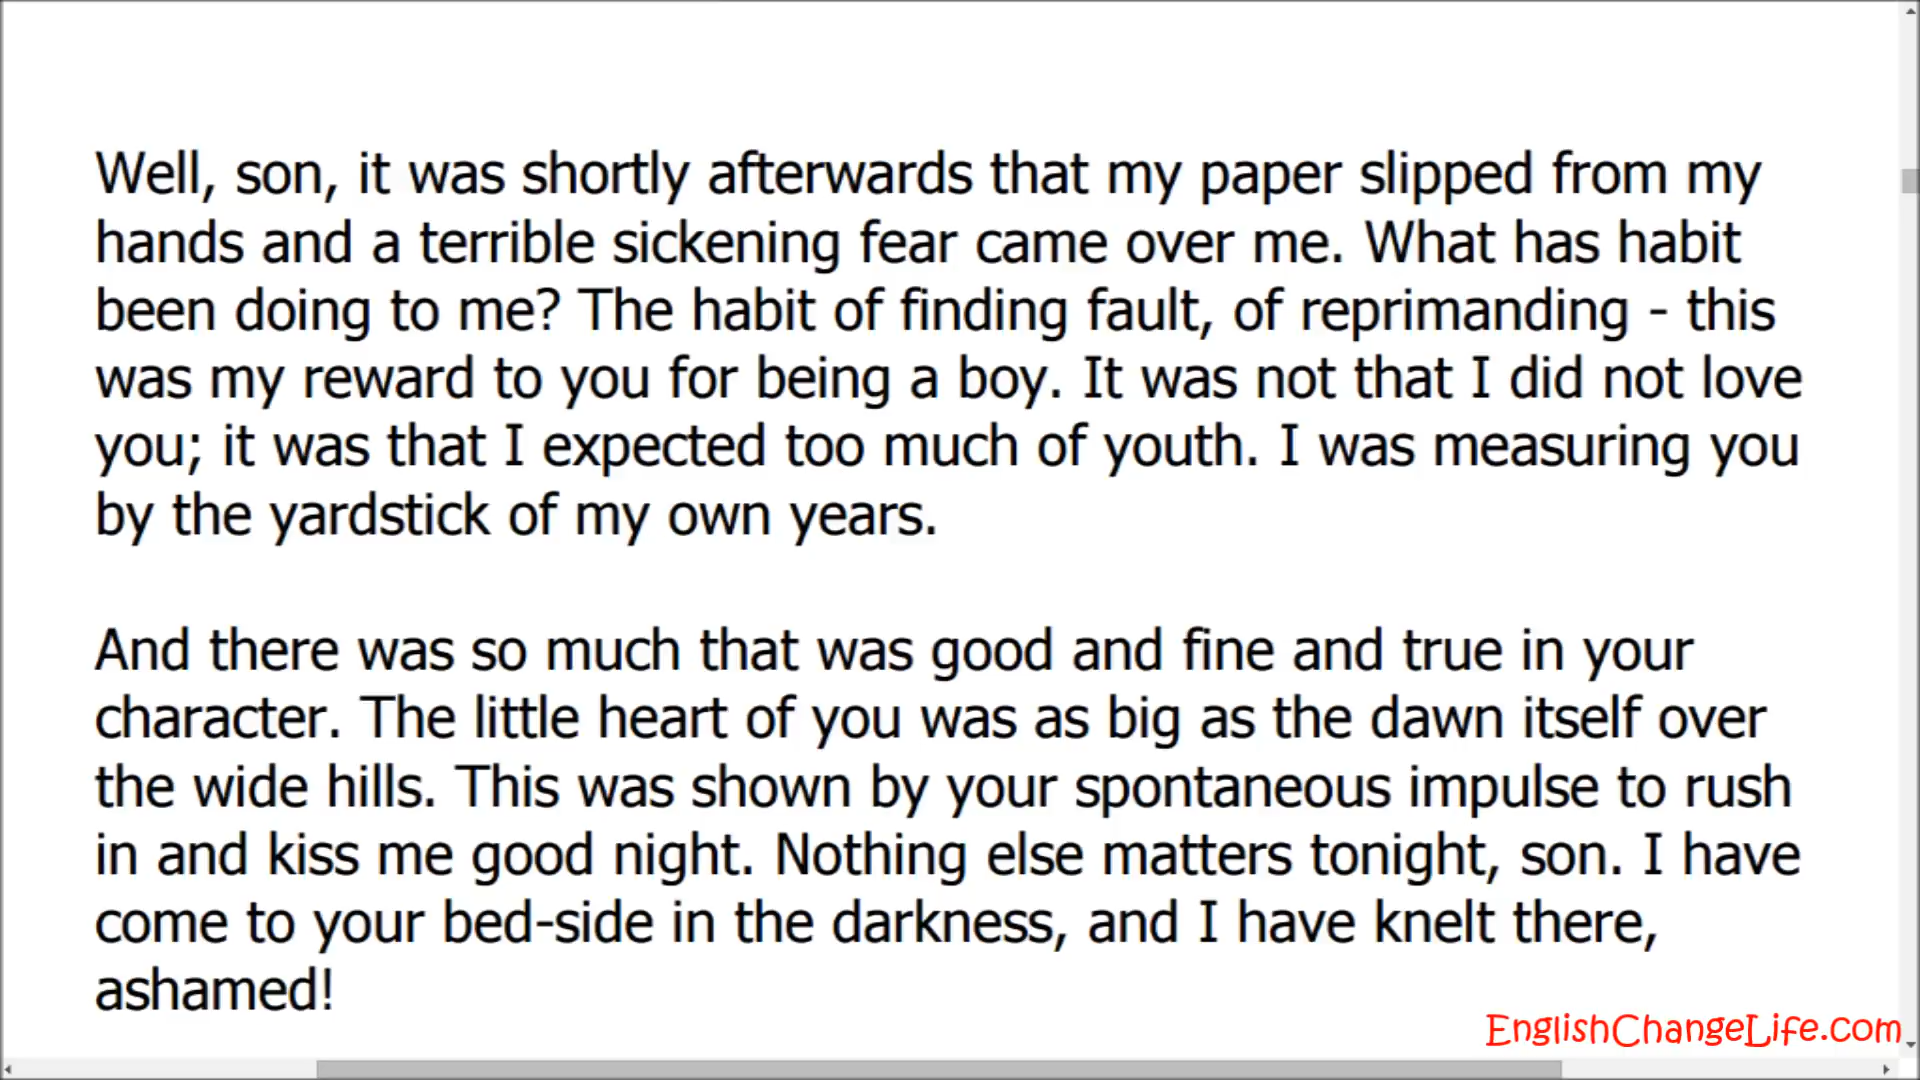 Well, son, it was shortly afterwards that my paper slipped from my
hands and a terrible sickening fear came over me. What has habit
been doing to me? The habit of finding fault, of reprimanding - this
was my reward to you for being a boy. It was not that I did not love
you; it was that I expected too much of youth. I was measuring you
by the yardstick of my own years.
And there was so much that was good and fine and true in your
character. The little heart of you was as big as the dawn itself over
the wide hills. This was shown by your spontaneous impulse to rush
in and kiss me good night. Nothing else matters tonight, son. I have
come to your bed-side in the darkness, and I have knelt there,
ashamed!
EnglishChangeLife.com